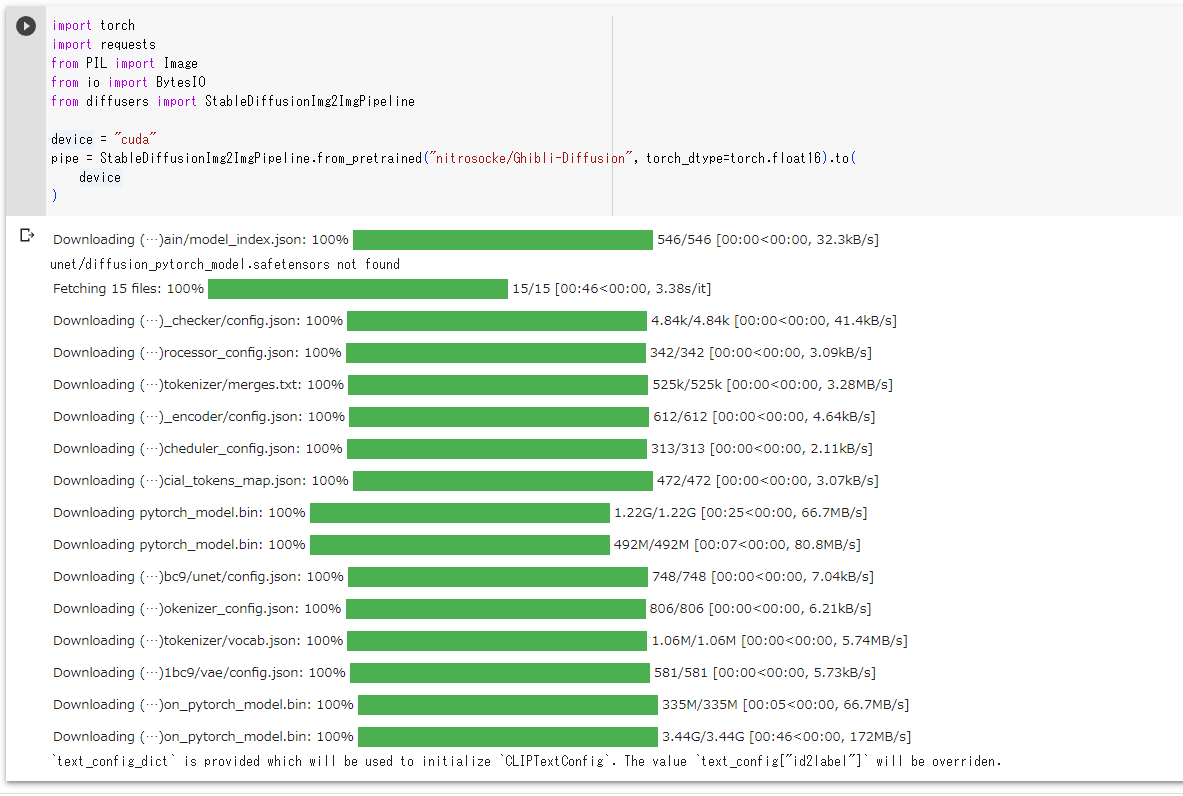 import torch
import requests
from PIL import Image
from io import BytesIO
from diffusers import StableDiffusionImg2ImgPipeline
device = "cuda"
pipe = StableDiffusionImg2ImgPipeline.from_pretrained("nitrosocke/Ghibli-Diffusion", torch_dtype=torch.float16).to(
    device
)
Downloading (…)ain/model_index.json: 100% 546/546 [00:00<00:00, 32.3kB/s]
unet/diffusion_pytorch_model.safetensors not found
Fetching 15 files: 100% 15/15 [00:46<00:00, 3.38s/it]
Downloading (…)_checker/config.json: 100% 4.84k/4.84k [00:00<00:00, 41.4kB/s]
Downloading (…)rocessor_config.json: 100% 342/342 [00:00<00:00, 3.09kB/s]
Downloading (…)tokenizer/merges.txt: 100% 525k/525k [00:00<00:00, 3.28MB/s]
Downloading (…)_encoder/config.json: 100% 612/612 [00:00<00:00, 4.64kB/s]
Downloading (…)cheduler_config.json: 100% 313/313 [00:00<00:00, 2.11kB/s]
Downloading (…)cial_tokens_map.json: 100% 472/472 [00:00<00:00, 3.07kB/s]
Downloading pytorch_model.bin: 100% 1.22G/1.22G [00:25<00:00, 66.7MB/s]
Downloading pytorch_model.bin: 100% 492M/492M [00:07<00:00, 80.8MB/s]
Downloading (…)bc9/unet/config.json: 100% 748/748 [00:00<00:00, 7.04kB/s]
Downloading (…)okenizer_config.json: 100% 806/806 [00:00<00:00, 6.21kB/s]
Downloading (…)tokenizer/vocab.json: 100% 1.06M/1.06M [00:00<00:00, 5.74MB/s]
Downloading (…)1bc9/vae/config.json: 100% 581/581 [00:00<00:00, 5.73kB/s]
Downloading (…)on_pytorch_model.bin: 100% 335M/335M [00:05<00:00, 66.7MB/s]
Downloading (…)on_pytorch_model.bin: 100% 3.44G/3.44G [00:46<00:00, 172MB/s]
`text_config_dict` is provided which will be used to initialize `CLIPTextConfig`. The value `text_config["id2label"]` will be overriden.